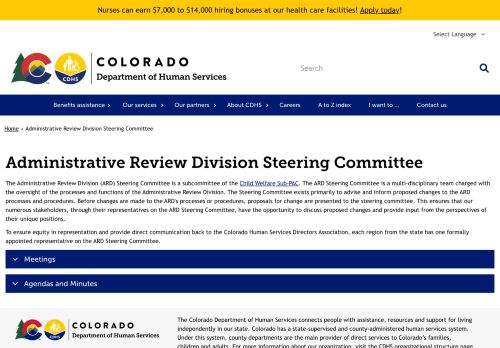 Nurses can earn $7,000 to $14,000 hiring bonuses at our health care facilities! Apply today!
Select Language
CDHS
COLORADO
Department of Human Services
Search
Benefits assistance
Our services
Our partners
About CDHS
Careers
A to Z index
I want to ...
Contact us
Home › Administrative Review Division Steering Committee
Administrative Review Division Steering Committee
The Administrative Review Division (ARD) Steering Committee is a subcommittee of the Child Welfare Sub-PAC. The ARD Steering Committee is a multi-disciplinary team charged with
the oversight of the processes and functions of the Administrative Review Division. The Steering Committee exists primarily to advise and inform proposed changes to the ARD
processes and procedures. Before changes are made to the ARD's processes or procedures, proposals for change are presented to the steering committee. This ensures that our
numerous stakeholders, through their representatives on the ARD Steering Committee, have the opportunity to discuss proposed changes and provide input from the perspectives of
their unique positions.
To ensure equity in representation and provide direct communication back to the Colorado Human Services Directors Association, each region from the state has one formally
appointed representative on the ARD Steering Committee.
Meetings
Agendas and Minutes
CDHS
COLORADO
Department of Human Services
The Colorado Department of Human Services connects people with assistance, resources and support for living
independently in our state. Colorado has a state-supervised and county-administered human services system.
Under this system, county departments are the main provider of direct services to Colorado's families,
children and adults. For more information about our organization, visit the CDHS organizational structure page